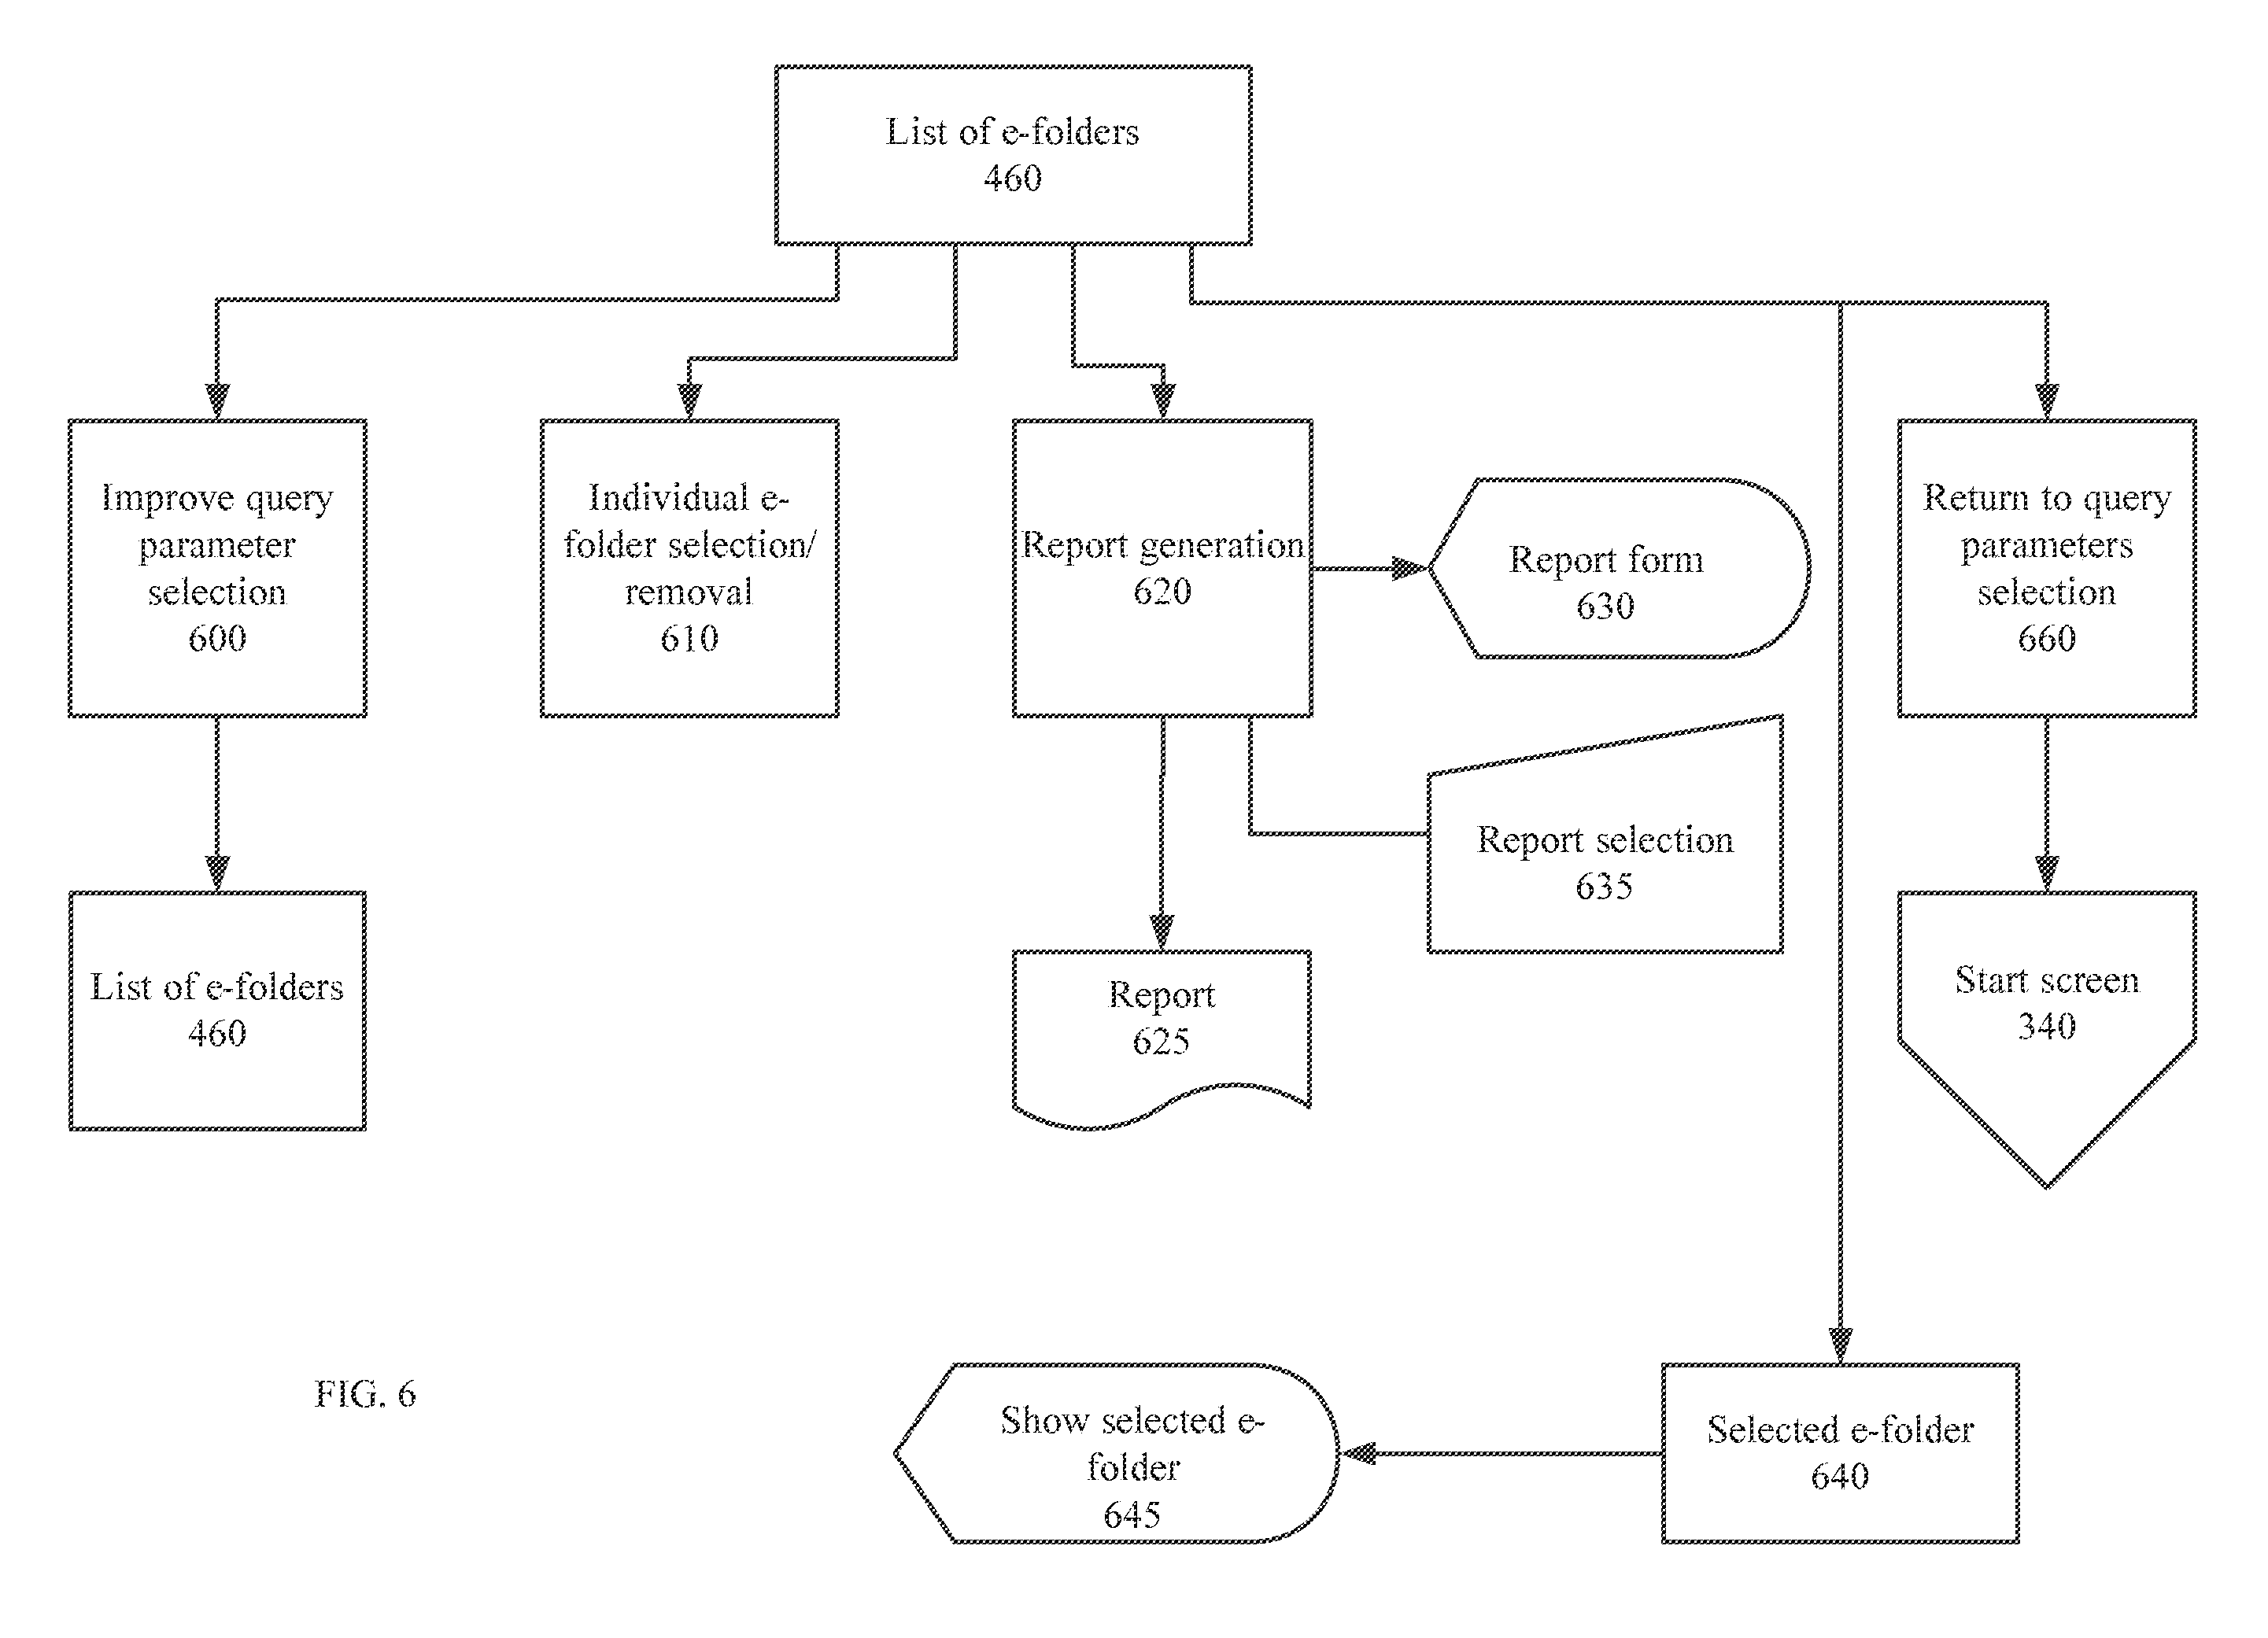 List of e-folders
460
Improve query
parameter
selection
600
Individual e-
folder selection/
removal
610
Report generation
620
Report form
630
Return to query
parameters
selection
660
Report selection
635
List of e-folders
460
Report
625
Start screen
340
FIG. 6
Show selected e-
folder
645
Selected e-folder
640